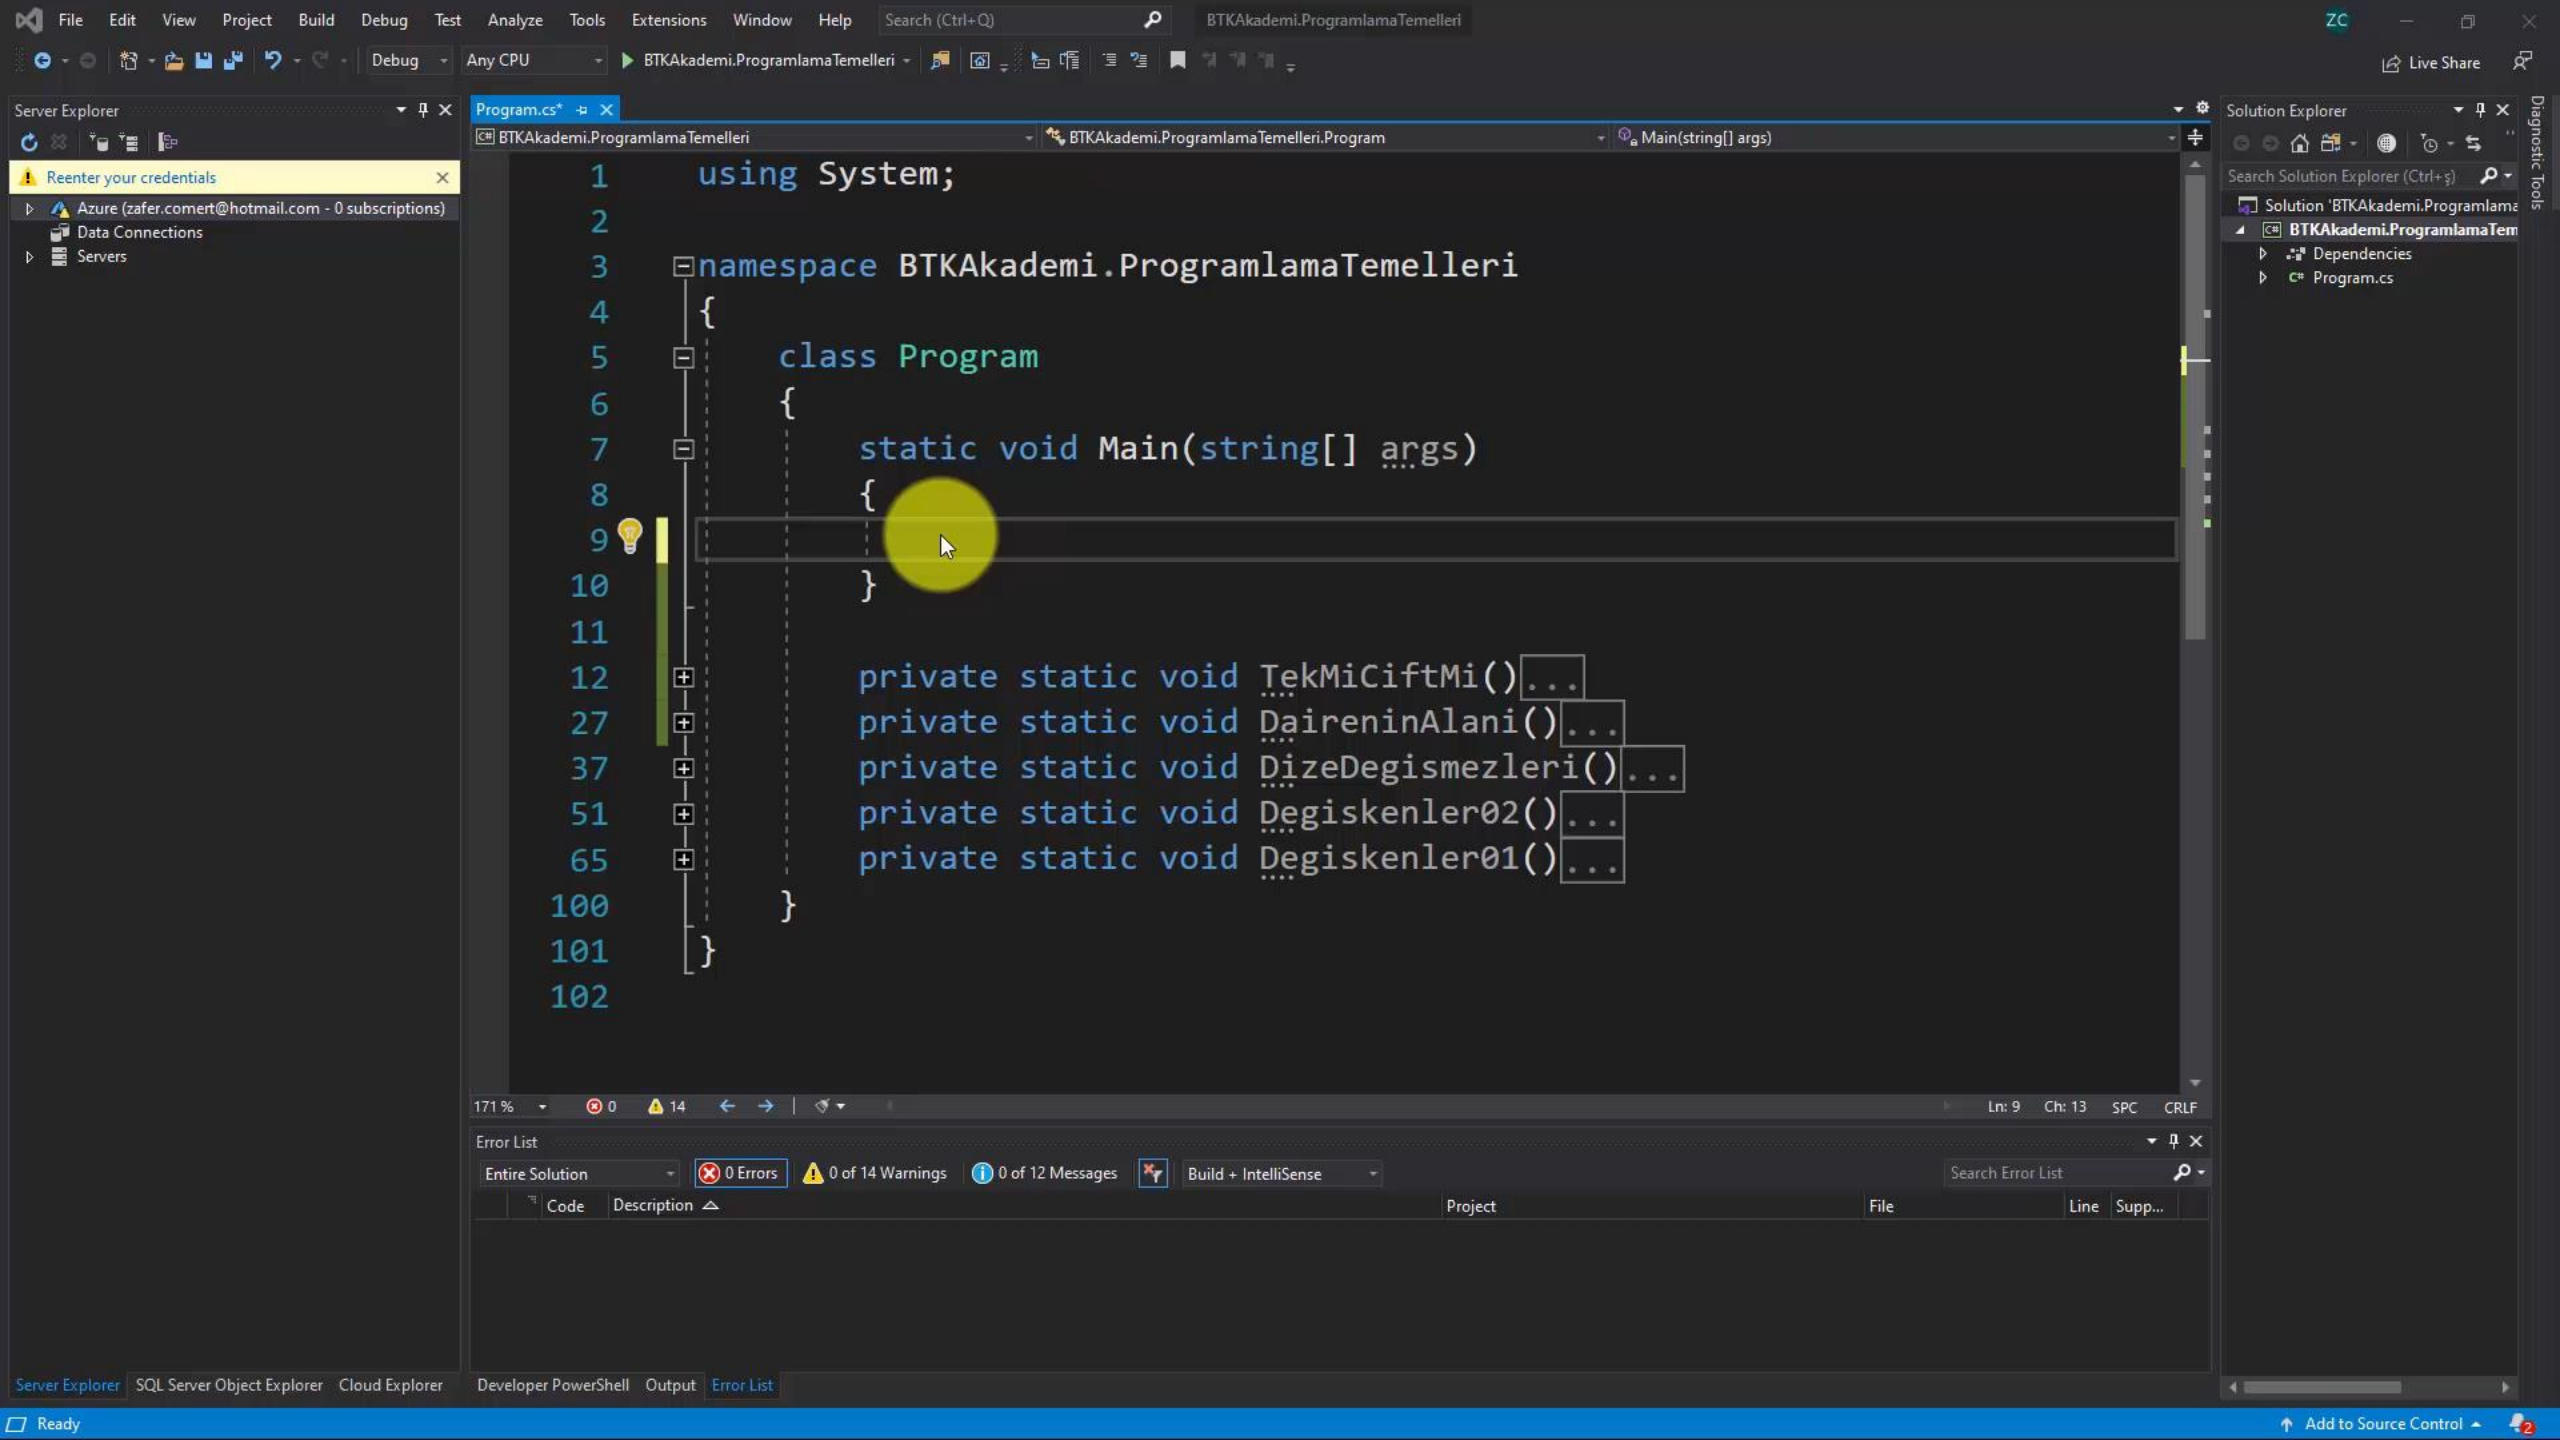 File Edit View Project Build Debug Test Analyze Tools Extensions Window Help Search (Ctrl+Q) BTKAkademi.ProgramlamaTemelleri ZC
Debug Any CPU BTKAkademi.ProgramlamaTemelleri Live Share
Server Explorer
Reenter your credentials
Azure (zafer.comert@hotmail.com - 0 subscriptions)
Data Connections
Servers
Program.cs*
BTKAkademi.ProgramlamaTemelleri BTKAkademi.ProgramlamaTemelleri.Program Main(string[] args)
1 using System;
2
3 namespace BTKAkademi.ProgramlamaTemelleri
4 {
5 class Program
6 {
7 static void Main(string[] args)
8 {
9
10 }
11
12 private static void TekMiCiftMi()...
27 private static void DaireninAlani()...
37 private static void DizeDegismezleri()...
51 private static void Degiskenler02()...
65 private static void Degiskenler01()...
100 }
101 }
102
171 % 0 14 Ln: 9 Ch: 13 SPC CRLF
Error List
Entire Solution 0 Errors 0 of 14 Warnings 0 of 12 Messages Build + IntelliSense Search Error List
Code Description Project File Line Supp...
Server Explorer SQL Server Object Explorer Cloud Explorer Developer PowerShell Output Error List
Solution Explorer
Search Solution Explorer (Ctrl+ş)
Solution 'BTKAkademi.Programlama
BTKAkademi.ProgramlamaTem
Dependencies
C# Program.cs
Diagnostic Tools
Ready Add to Source Control 2